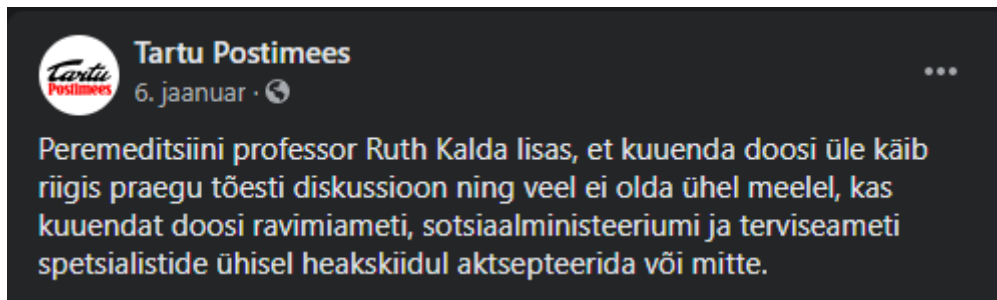 Tartu Postimees
Tartu
Postimees
6. jaanuar ·
Peremeditsiini professor Ruth Kalda lisas, et kuuenda doosi üle käib
riigis praegu tõesti diskussioon ning veel ei olda ühel meelel, kas
kuuendat doosi ravimiameti, sotsiaalministeeriumi ja terviseameti
spetsialistide ühisel heakskiidul aktsepteerida või mitte.